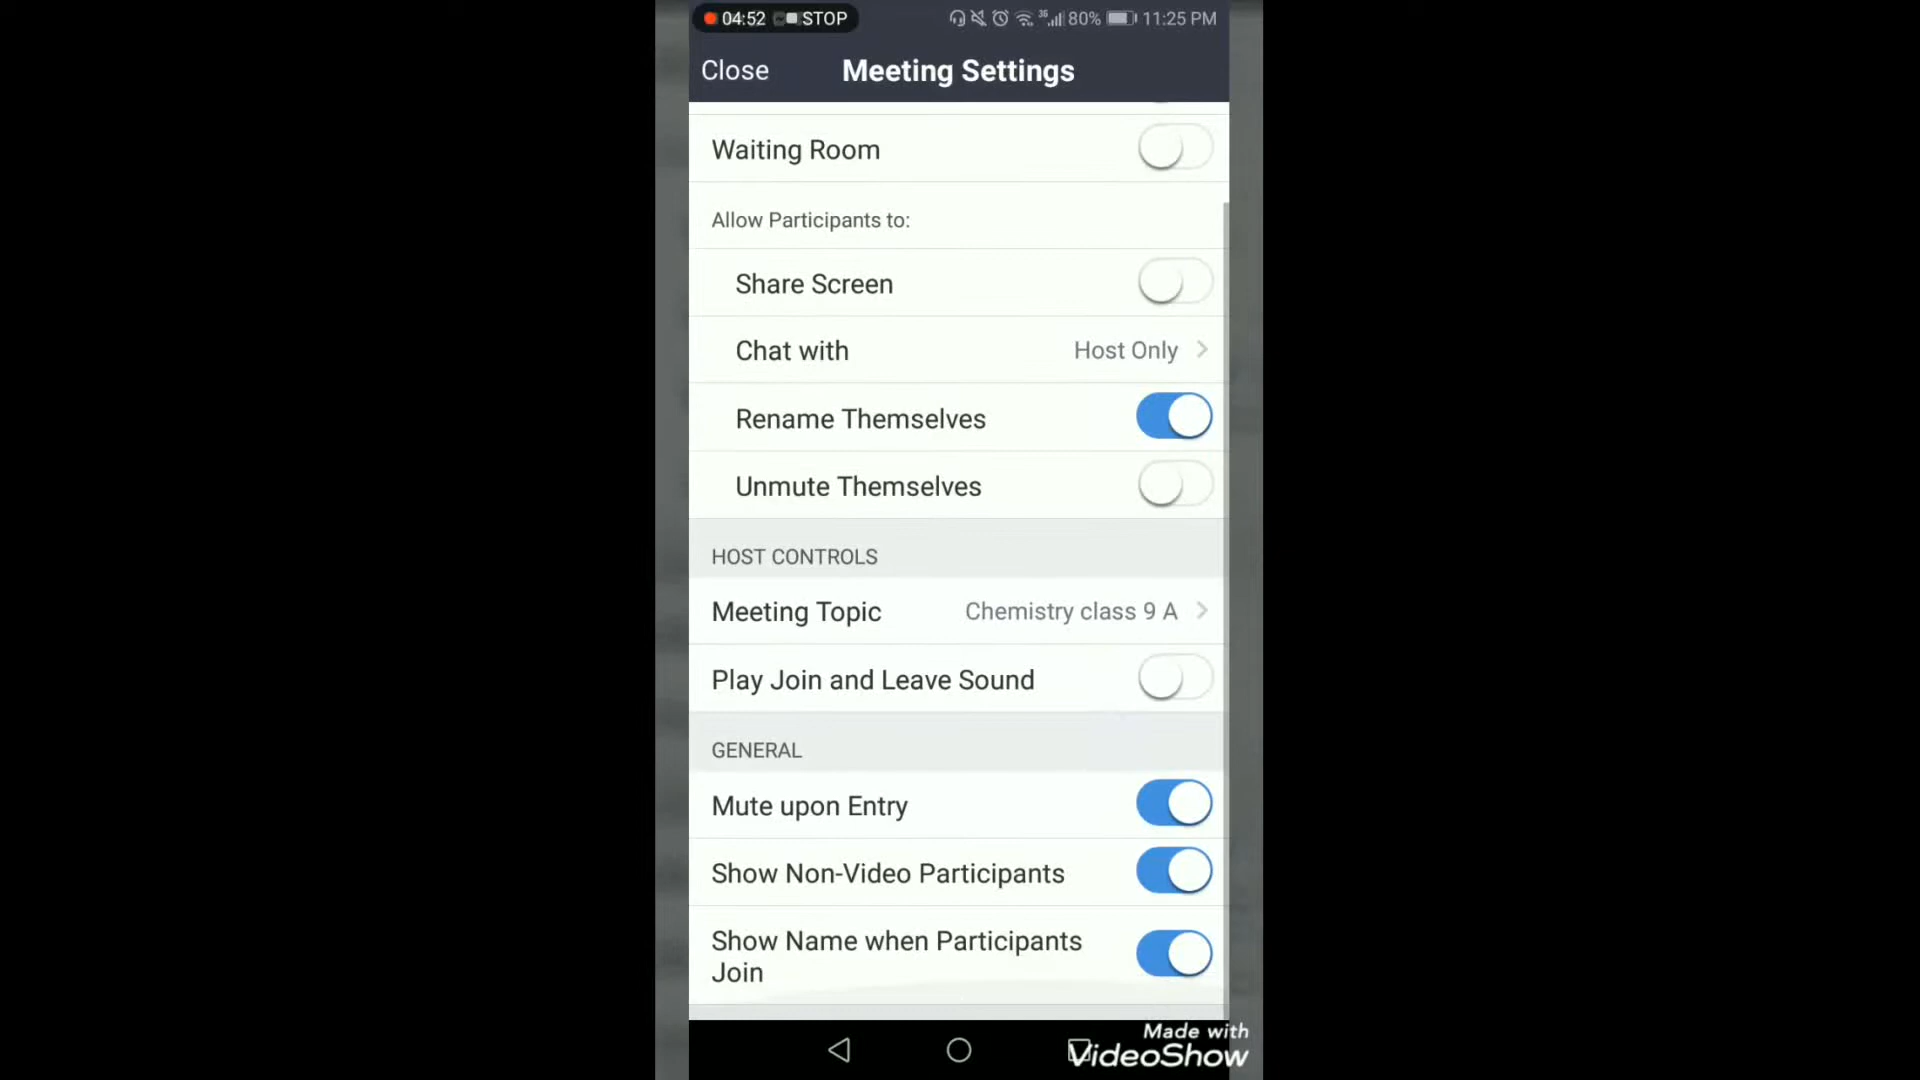 04:52 STOP 3G 80% 11:25 PM
Close Meeting Settings
Waiting Room
Allow Participants to:
Share Screen
Chat with Host Only
Rename Themselves
Unmute Themselves
HOST CONTROLS
Meeting Topic Chemistry class 9 A
Play Join and Leave Sound
GENERAL
Mute upon Entry
Show Non-Video Participants
Show Name when Participants
Join
Made with
VideoShow